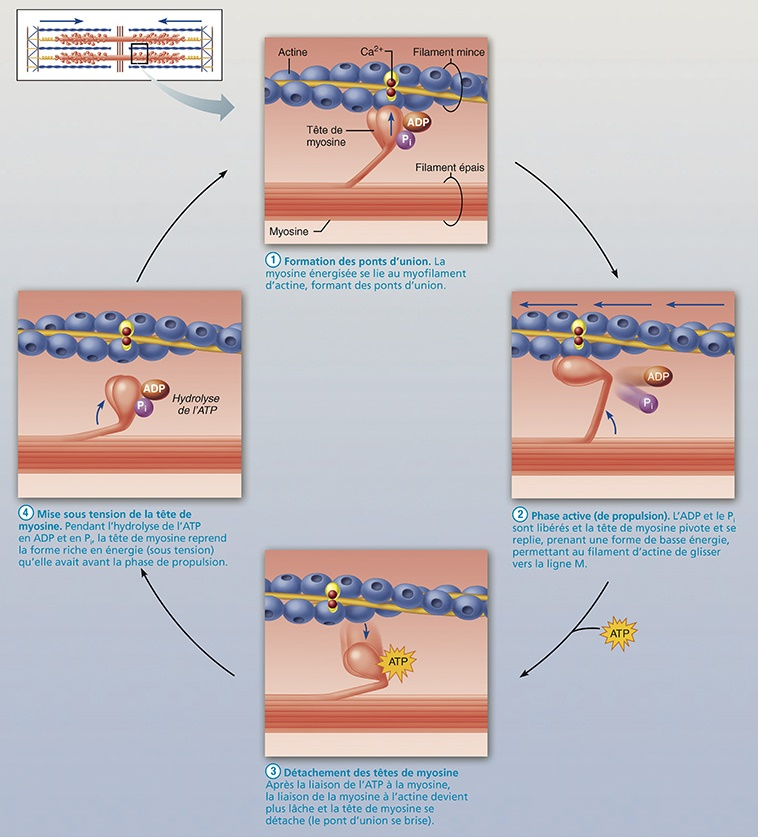 Actine
Ca2+
Filament mince
Tête de
myosine
ADP
Pi
Filament épais
Myosine
1 Formation des ponts d'union. La
myosine énergisée se lie au myofilament
d'actine, formant des ponts d'union.
ADP
Pi
2 Phase active (de propulsion). L'ADP et le Pi
sont libérés et la tête de myosine pivote et se
replie, prenant une forme de basse énergie,
permettant au filament d'actine de glisser
vers la ligne M.
ATP
ATP
3 Détachement des têtes de myosine
Après la liaison de l'ATP à la myosine,
la liaison de la myosine à l'actine devient
plus lâche et la tête de myosine se
détache (le pont d'union se brise).
ADP
Pi
Hydrolyse
de l'ATP
4 Mise sous tension de la tête de
myosine. Pendant l'hydrolyse de l'ATP
en ADP et en Pi, la tête de myosine reprend
la forme riche en énergie (sous tension)
qu'elle avait avant la phase de propulsion.